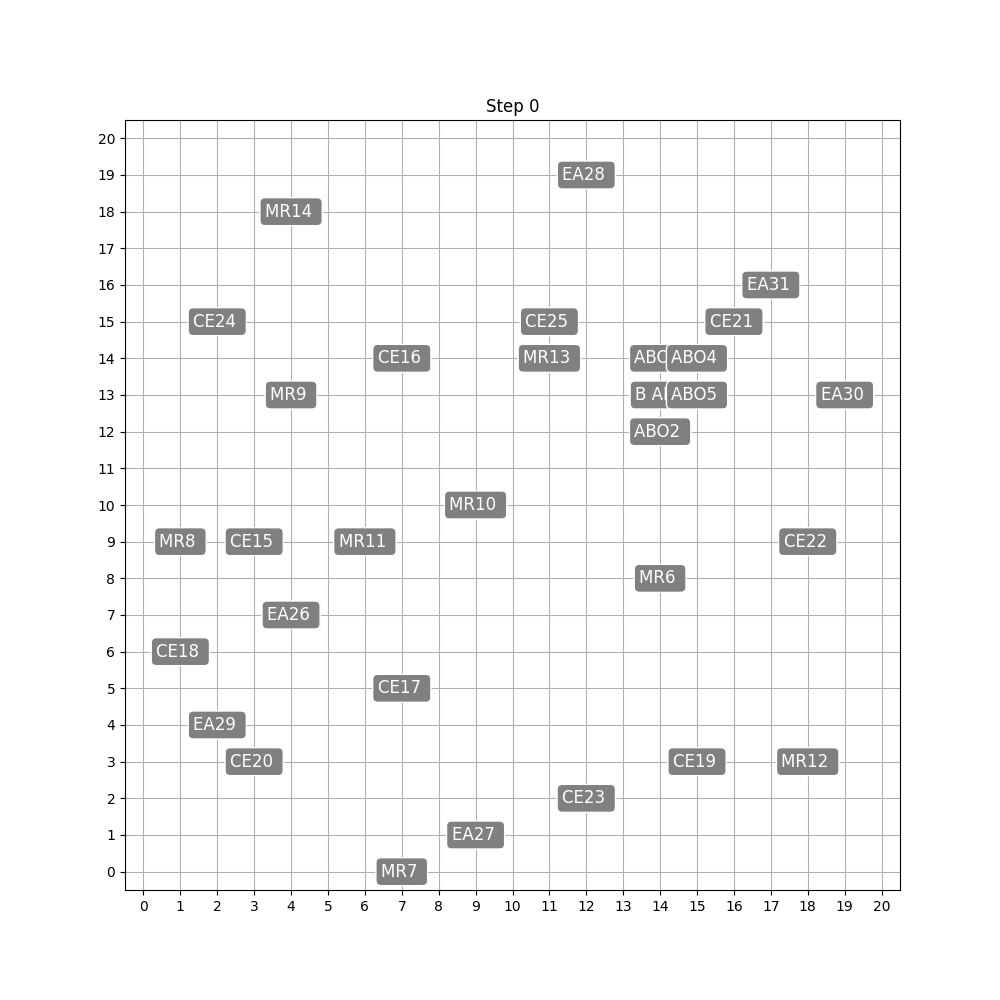 Step 0
20
19 EA28
18 MR14
17
16 EA31
15 CE24 CE25 CE21
14 CE16 MR13 ABO4
13 MR9 B ABO5 EA30
12 ABO2
11
10 MR10
9 MR8 CE15 MR11 CE22
8 MR6
7 EA26
6 CE18
5 CE17
4 EA29
3 CE20 CE19 MR12
2 CE23
1 EA27
0 MR7
0 1 2 3 4 5 6 7 8 9 10 11 12 13 14 15 16 17 18 19 20